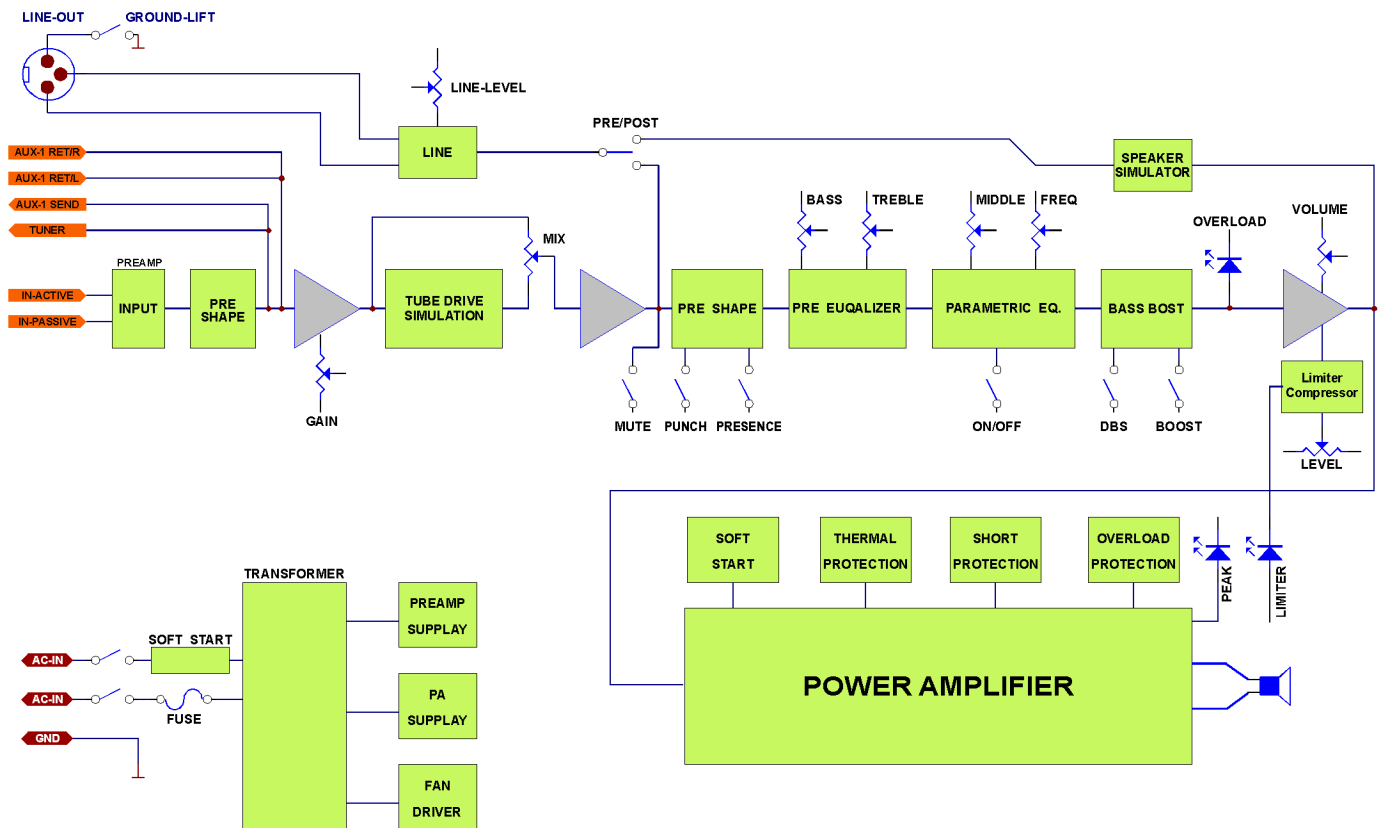 LINE-OUT
GROUND-LIFT
LINE-LEVEL
LINE
PRE/POST
SPEAKER
SIMULATOR
AUX-1 RET/R
AUX-1 RET/L
AUX-1 SEND
TUNER
IN-ACTIVE
IN-PASSIVE
PREAMP
INPUT
PRE
SHAPE
GAIN
TUBE DRIVE
SIMULATION
MIX
MUTE
PRE SHAPE
PUNCH
PRESENCE
BASS
TREBLE
PRE EUQALIZER
MIDDLE
FREQ
PARAMETRIC EQ.
ON/OFF
BASS BOST
DBS
BOOST
OVERLOAD
VOLUME
Limiter
Compressor
LEVEL
SOFT
START
THERMAL
PROTECTION
SHORT
PROTECTION
OVERLOAD
PROTECTION
PEAK
LIMITER
POWER AMPLIFIER
TRANSFORMER
PREAMP
SUPPLAY
PA
SUPPLAY
FAN
DRIVER
SOFT START
AC-IN
AC-IN
FUSE
GND